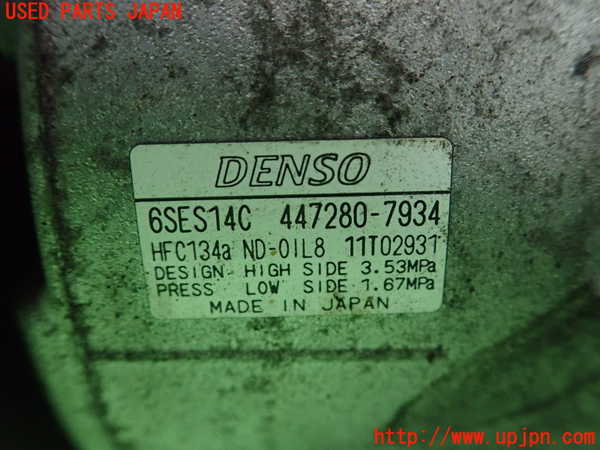 USED PARTS JAPAN
DENSO
6SES14C 447280-7934
HFC134a ND-OIL8 11T02931
DESIGN- HIGH SIDE 3.53MPa
PRESS LOW SIDE 1.67MPa
MADE IN JAPAN
http://www.upjpn.com